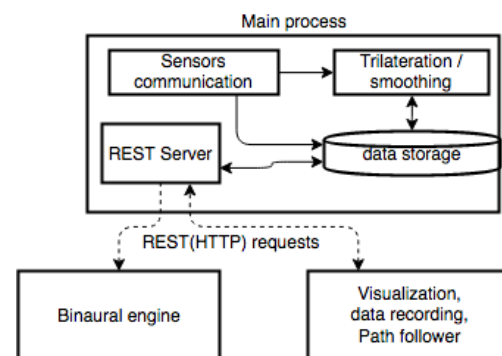 Main process
Sensors
communication
Trilateration /
smoothing
REST Server
data storage
REST(HTTP) requests
Binaural engine
Visualization,
data recording,
Path follower